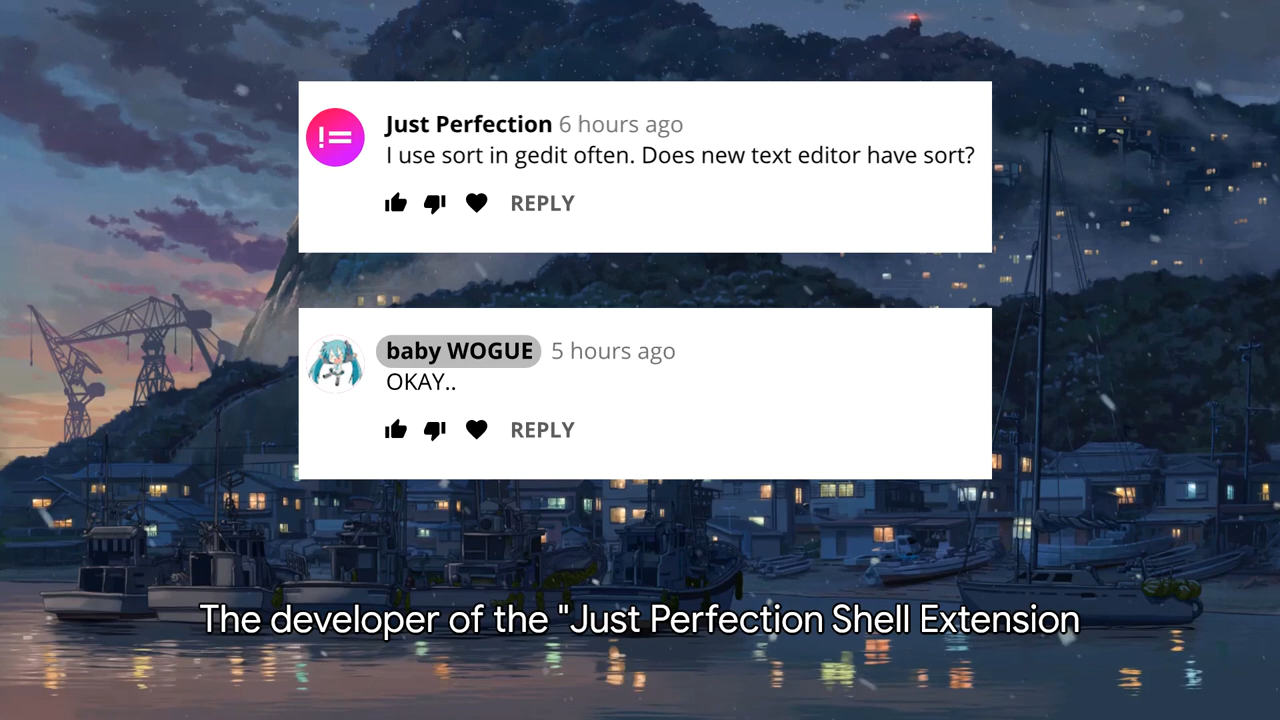 !=
Just Perfection 6 hours ago
I use sort in gedit often. Does new text editor have sort?
REPLY
baby WOGUE 5 hours ago
OKAY..
REPLY
The developer of the "Just Perfection Shell Extension